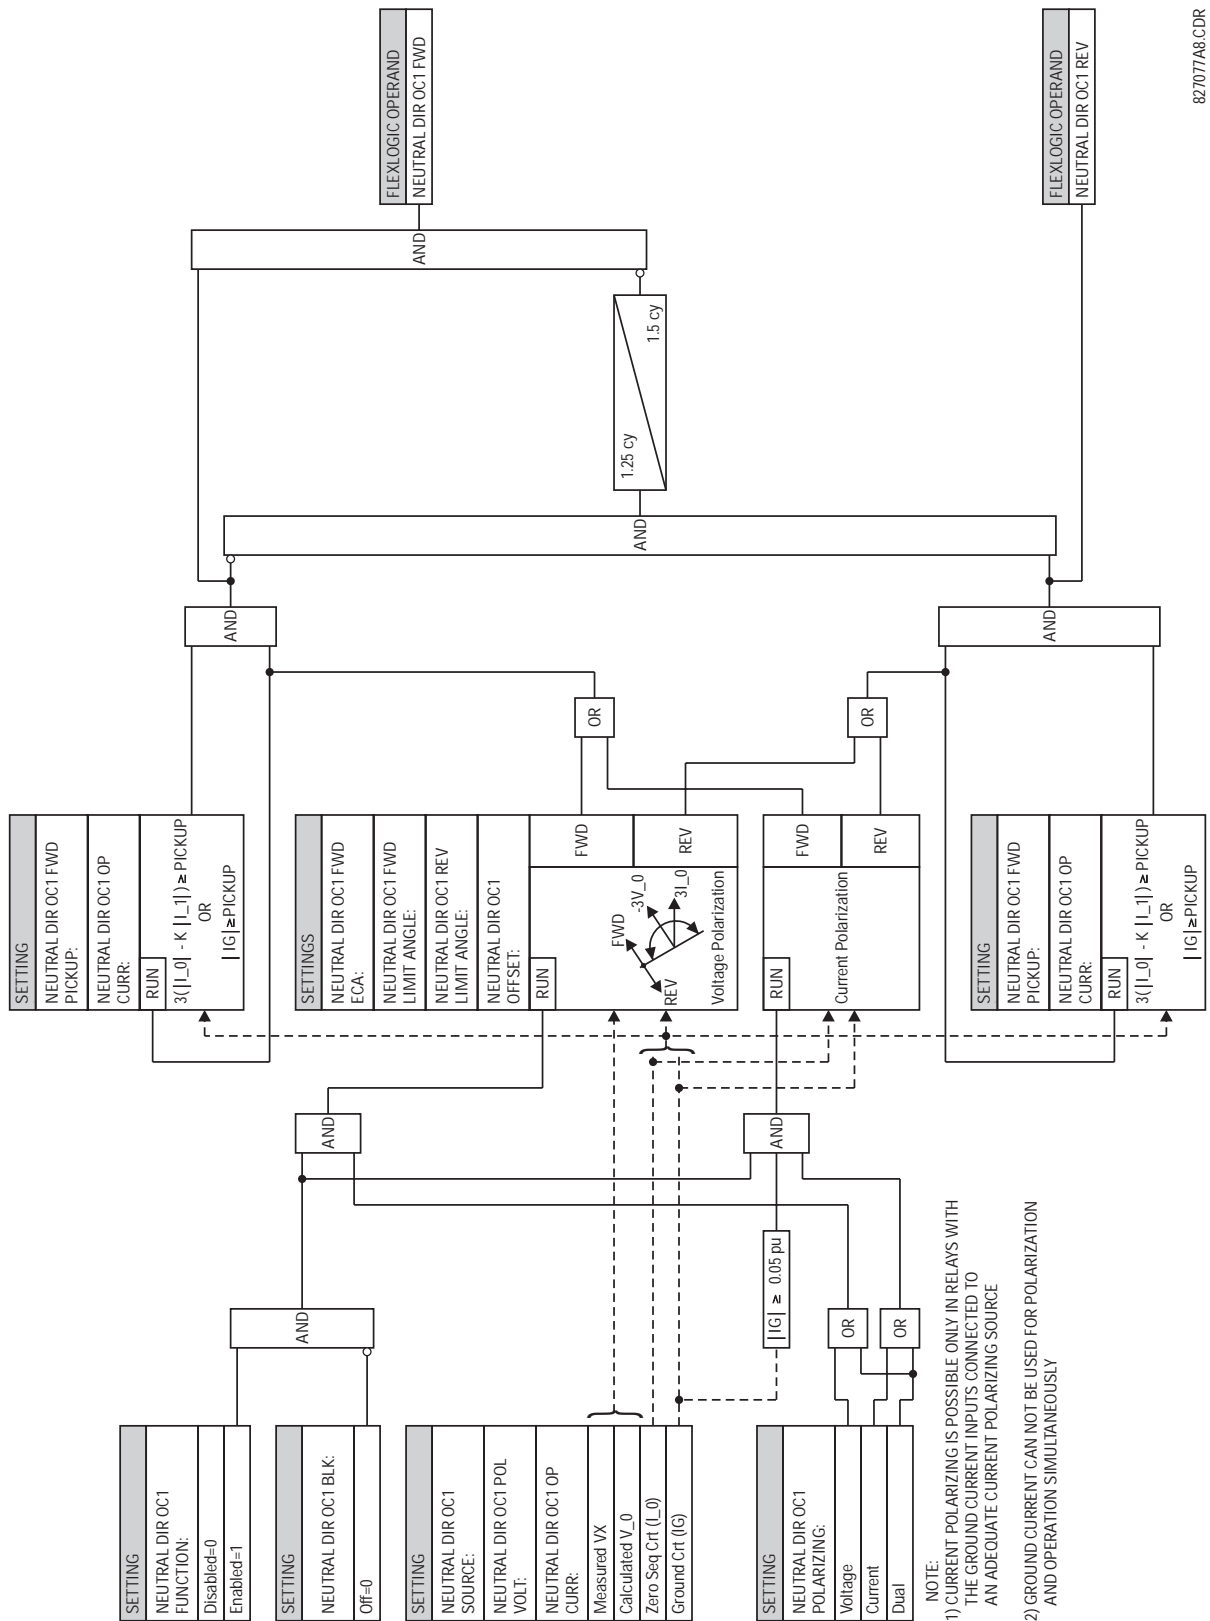 SETTING
NEUTRAL DIR OC1
FUNCTION:
Disabled=0
Enabled=1
SETTING
NEUTRAL DIR OC1 BLK:
Off=0
SETTING
NEUTRAL DIR OC1
SOURCE:
NEUTRAL DIR OC1 POL
VOLT:
NEUTRAL DIR OC1 OP
CURR:
Measured VX
Calculated V_0
Zero Seq Crt (I_0)
Ground Crt (IG)
SETTING
NEUTRAL DIR OC1
POLARIZING:
Voltage
Current
Dual
NOTE:
1) CURRENT POLARIZING IS POSSIBLE ONLY IN RELAYS WITH
THE GROUND CURRENT INPUTS CONNECTED TO
AN ADEQUATE CURRENT POLARIZING SOURCE
2) GROUND CURRENT CAN NOT BE USED FOR POLARIZATION
AND OPERATION SIMULTANEOUSLY
AND
OR
OR
|IG| ≥ 0.05 pu
AND
AND
SETTING
NEUTRAL DIR OC1 FWD
PICKUP:
NEUTRAL DIR OC1 OP
CURR:
RUN
3(|I_0| - K |I_1|) ≥ PICKUP
OR
|IG| ≥ PICKUP
SETTINGS
NEUTRAL DIR OC1 FWD
ECA:
NEUTRAL DIR OC1 FWD
LIMIT ANGLE:
NEUTRAL DIR OC1 REV
LIMIT ANGLE:
NEUTRAL DIR OC1
OFFSET:
RUN
FWD
REV
FWD
-3V_0
3I_0
REV
Voltage Polarization
RUN
FWD
REV
Current Polarization
SETTING
NEUTRAL DIR OC1 FWD
PICKUP:
NEUTRAL DIR OC1 OP
CURR:
RUN
3(|I_0| - K |I_1|) ≥ PICKUP
OR
|IG| ≥ PICKUP
OR
OR
AND
AND
AND
1.25 cy
1.5 cy
AND
FLEXLOGIC OPERAND
NEUTRAL DIR OC1 FWD
FLEXLOGIC OPERAND
NEUTRAL DIR OC1 REV
827077A8.CDR